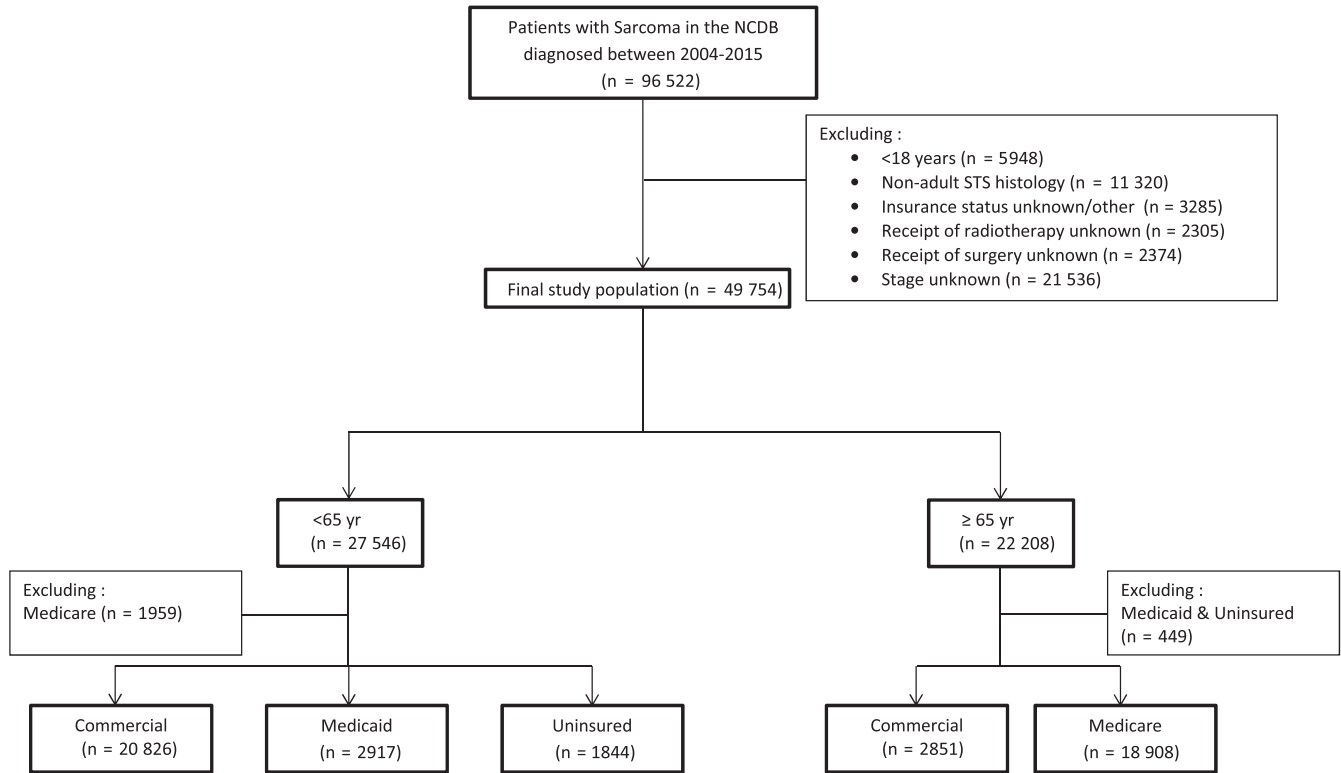 Patients with Sarcoma in the NCDB
diagnosed between 2004-2015
(n = 96 522)
Excluding :
• <18 years (n = 5948)
• Non-adult STS histology (n = 11 320)
• Insurance status unknown/other (n = 3285)
• Receipt of radiotherapy unknown (n = 2305)
• Receipt of surgery unknown (n = 2374)
• Stage unknown (n = 21 536)
Final study population (n = 49 754)
<65 yr
(n = 27 546)
≥ 65 yr
(n = 22 208)
Excluding :
Medicare (n = 1959)
Excluding :
Medicaid & Uninsured
(n = 449)
Commercial
(n = 20 826)
Medicaid
(n = 2917)
Uninsured
(n = 1844)
Commercial
(n = 2851)
Medicare
(n = 18 908)